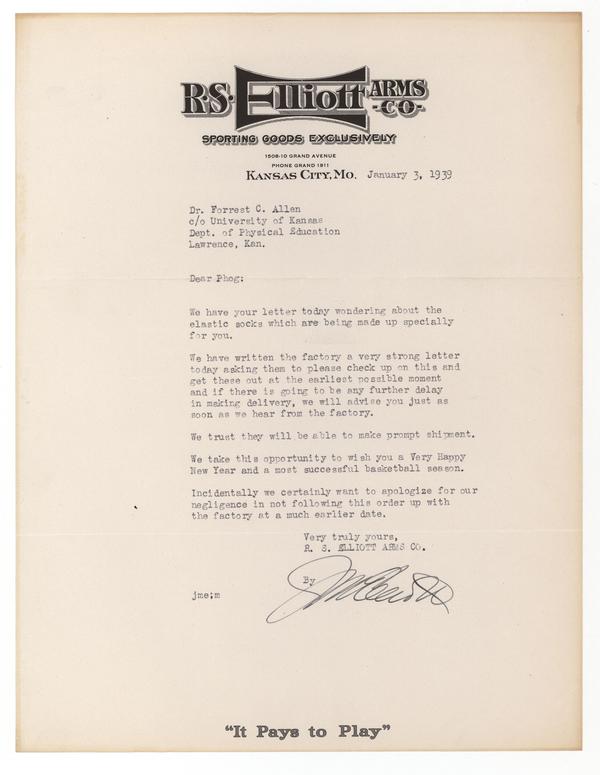 R·S· Elliott ARMS
-CO-
SPORTING GOODS EXCLUSIVELY
1508-10 GRAND AVENUE
PHONE GRAND 1811
KANSAS CITY, MO. January 3, 1939
Dr. Forrest C. Allen
c/o University of Kansas
Dept. of Physical Education
Lawrence, Kan.
Dear Phog:
We have your letter today wondering about the
elastic socks which are being made up specially
for you.
We have written the factory a very strong letter
today asking them to please check up on this and
get these out at the earliest possible moment
and if there is going to be any further delay
in making delivery, we will advise you just as
soon as we hear from the factory.
We trust they will be able to make prompt shipment.
We take this opportunity to wish you a Very Happy
New Year and a most successful basketball season.
Incidentally we certainly want to apologize for our
negligence in not following this order up with
the factory at a much earlier date.
Very truly yours,
R. S. ELLIOTT ARMS CO.
By
jme;m
"It Pays to Play"